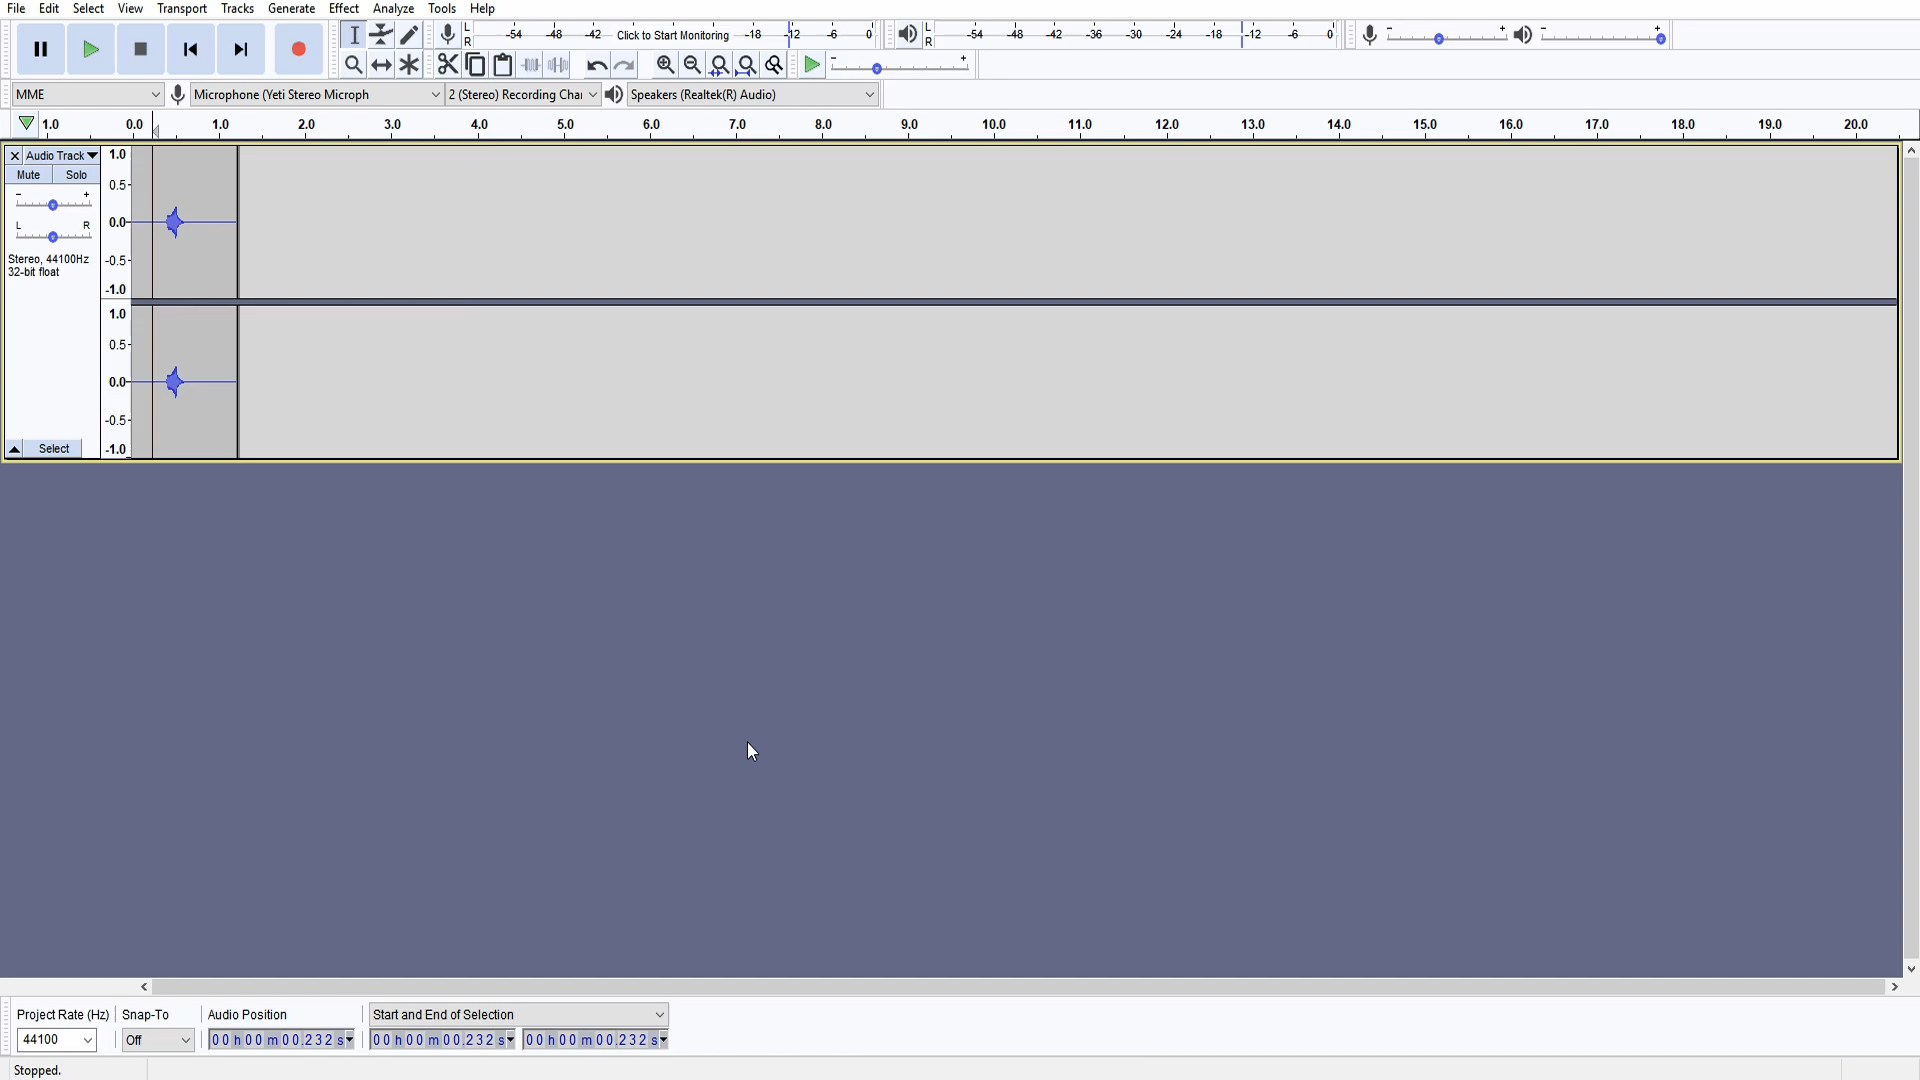 File Edit Select View Transport Tracks Generate Effect Analyze Tools Help
L R -54 -48 -42 Click to Start Monitoring -18 -12 -6 0 L R -54 -48 -42 -36 -30 -24 -18 -12 -6 0 - + - +
- +
MME Microphone (Yeti Stereo Microph 2 (Stereo) Recording Chai Speakers (Realtek(R) Audio)
1.0 0.0 1.0 2.0 3.0 4.0 5.0 6.0 7.0 8.0 9.0 10.0 11.0 12.0 13.0 14.0 15.0 16.0 17.0 18.0 19.0 20.0
Audio Track 1.0
Mute Solo 0.5
- +
L R 0.0
Stereo, 44100Hz -0.5
32-bit float
-1.0
1.0
0.5
0.0
-0.5
Select -1.0
Project Rate (Hz) Snap-To Audio Position Start and End of Selection
44100 Off 00 h 00 m 00.232 s 00 h 00 m 00.232 s 00 h 00 m 00.232 s
Stopped.